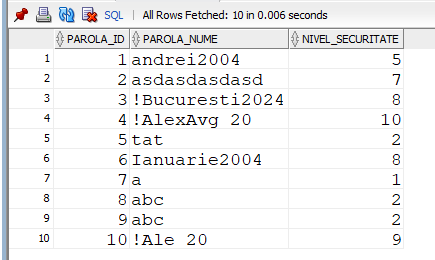 SQL | All Rows Fetched: 10 in 0.006 seconds
PAROLA_ID PAROLA_NUME NIVEL_SECURITATE
1 1 andrei2004 5
2 2 asdasdasdasd 7
3 3 !Bucuresti2024 8
4 4 !AlexAvg 20 10
5 5 tat 2
6 6 Ianuarie2004 8
7 7 a 1
8 8 abc 2
9 9 abc 2
10 10 !Ale 20 9